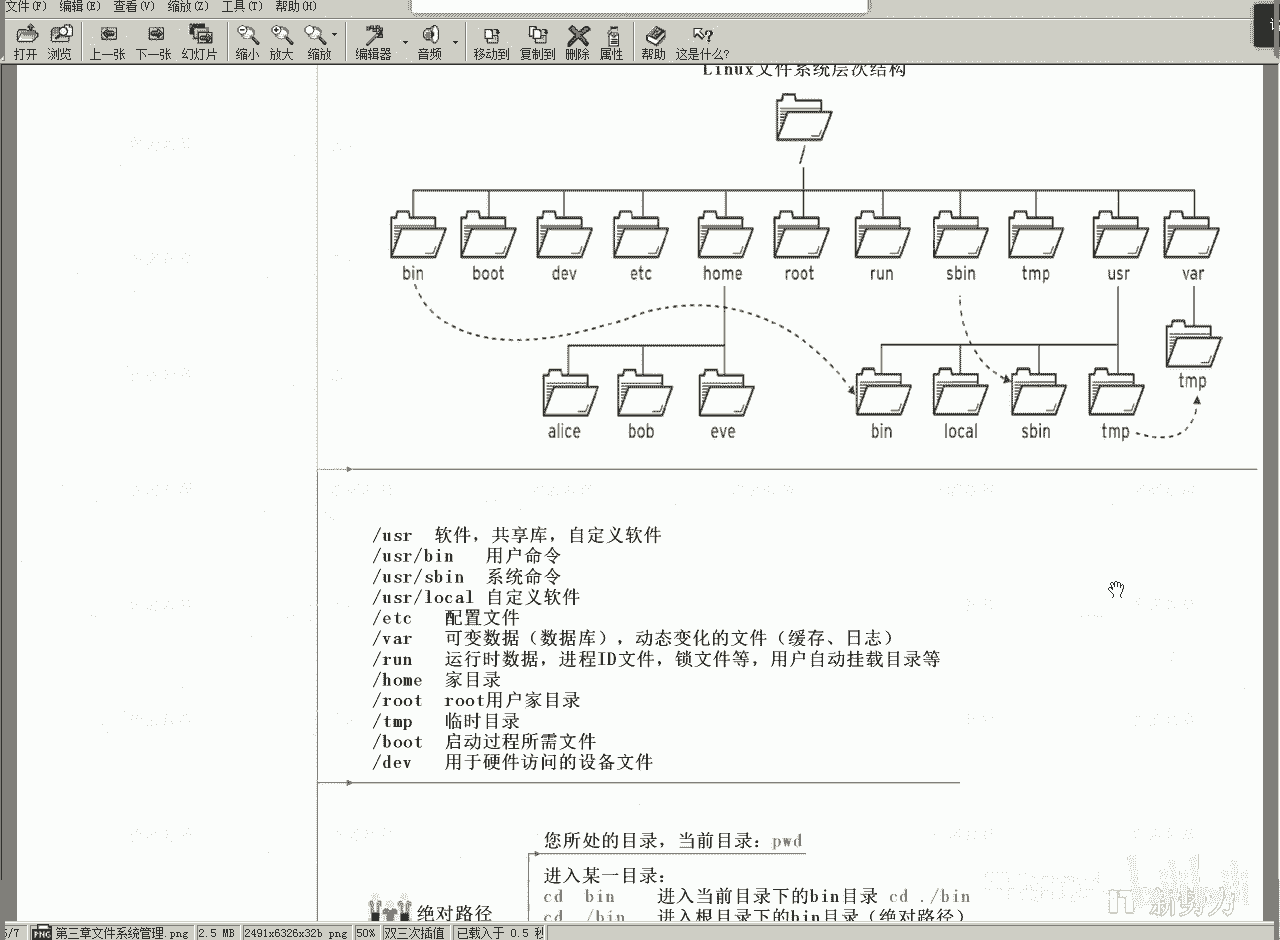 文件(F) 编辑(E) 查看(V) 缩放(Z) 工具(T) 帮助(H)
打开 浏览 上一张 下一张 幻灯片 缩小 放大 缩放 编辑器 音频 移动到 复制到 删除 属性 帮助 这是什么?
Linux文件系统层次结构
/
bin boot dev etc home root run sbin tmp usr var
tmp
alice bob eve bin local sbin tmp
/usr 软件，共享库，自定义软件
/usr/bin 用户命令
/usr/sbin 系统命令
/usr/local 自定义软件
/etc 配置文件
/var 可变数据（数据库），动态变化的文件（缓存、日志）
/run 运行时数据，进程ID文件，锁文件等，用户自动挂载目录等
/home 家目录
/root root用户家目录
/tmp 临时目录
/boot 启动过程所需文件
/dev 用于硬件访问的设备文件
您所处的目录，当前目录：pwd
进入某一目录：
cd bin 进入当前目录下的bin目录 cd ./bin
绝对路径
cd /bin 进入根目录下的bin目录（绝对路径）
IT 新势力
5/7 PNG 第三章文件系统管理.png 2.5 MB 2491x6326x32b png 50% 双三次插值 已载入于 0.5 秒